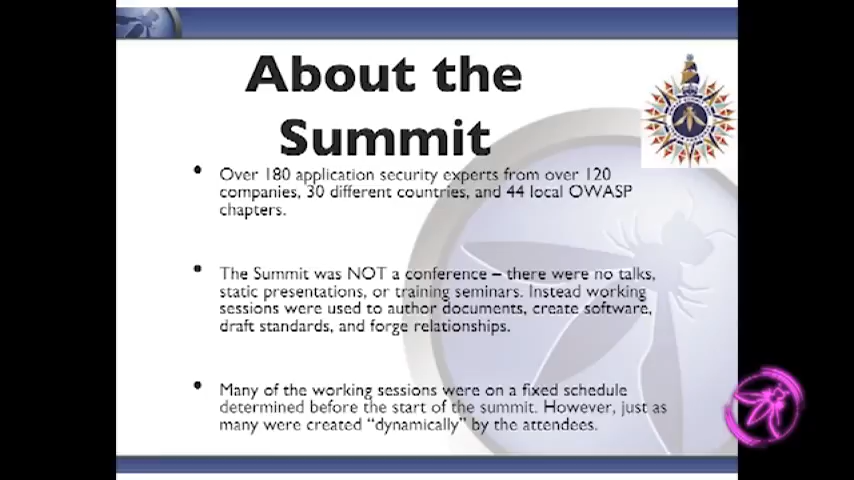 About the
Summit
• Over 180 application security experts from over 120
companies, 30 different countries, and 44 local OWASP
chapters.
• The Summit was NOT a conference – there were no talks,
static presentations, or training seminars. Instead working
sessions were used to author documents, create software,
draft standards, and forge relationships.
• Many of the working sessions were on a fixed schedule
determined before the start of the summit. However, just as
many were created “dynamically” by the attendees.